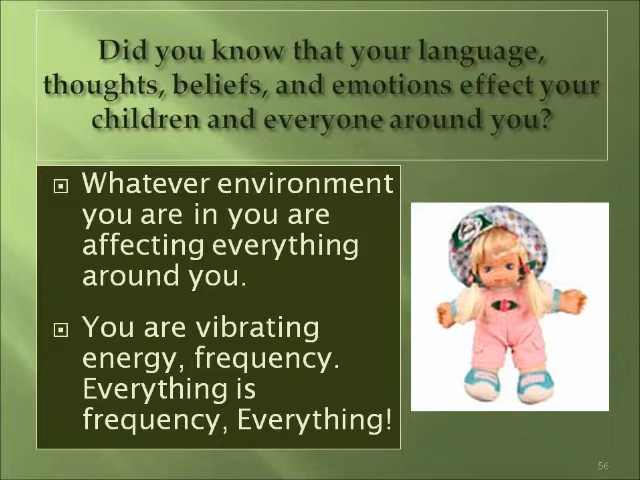 Did you know that your language,
thoughts, beliefs, and emotions effect your
children and everyone around you?
Whatever environment
you are in you are
affecting everything
around you.
You are vibrating
energy, frequency.
Everything is
frequency, Everything!
56